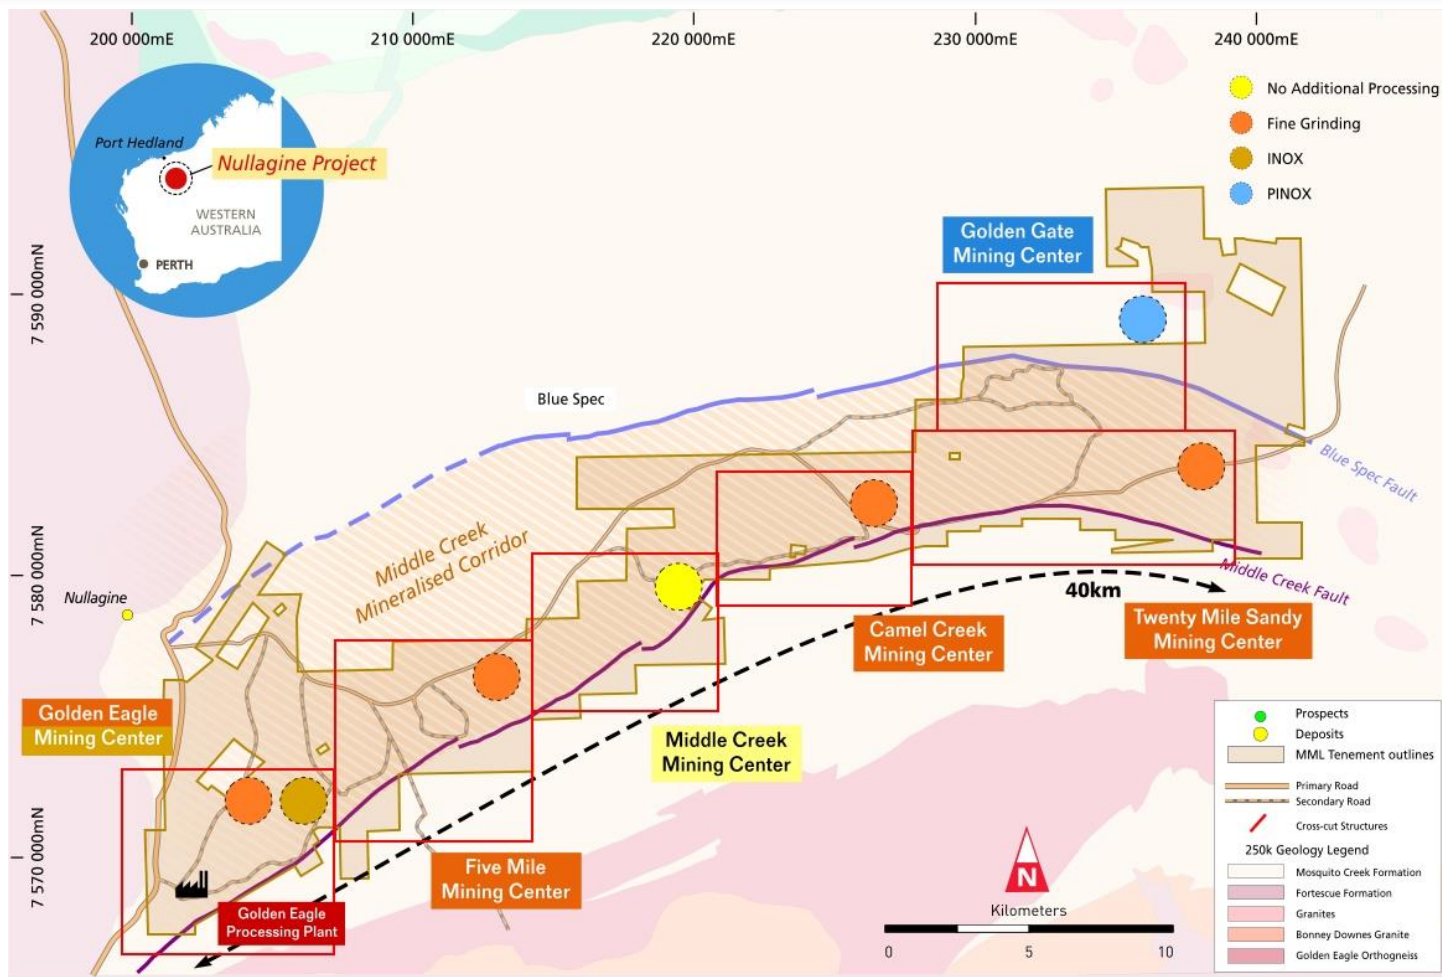 200 000mE
210 000mE
220 000mE
230 000mE
240 000mE
No Additional Processing
Fine Grinding
INOX
PINOX
Port Hedland
Nullagine Project
WESTERN
AUSTRALIA
PERTH
7 590 000mN
7 580 000mN
7 570 000mN
Golden Gate
Mining Center
Blue Spec
Blue Spec Fault
Middle Creek
Mineralised Corridor
Middle Creek Fault
Nullagine
40km
Camel Creek
Mining Center
Twenty Mile Sandy
Mining Center
Golden Eagle
Mining Center
Middle Creek
Mining Center
Five Mile
Mining Center
Golden Eagle
Processing Plant
N
Kilometers
0
5
10
Prospects
Deposits
MML Tenement outlines
Primary Road
Secondary Road
Cross-cut Structures
250k Geology Legend
Mosquito Creek Formation
Fortescue Formation
Granites
Bonney Downes Granite
Golden Eagle Orthogneiss